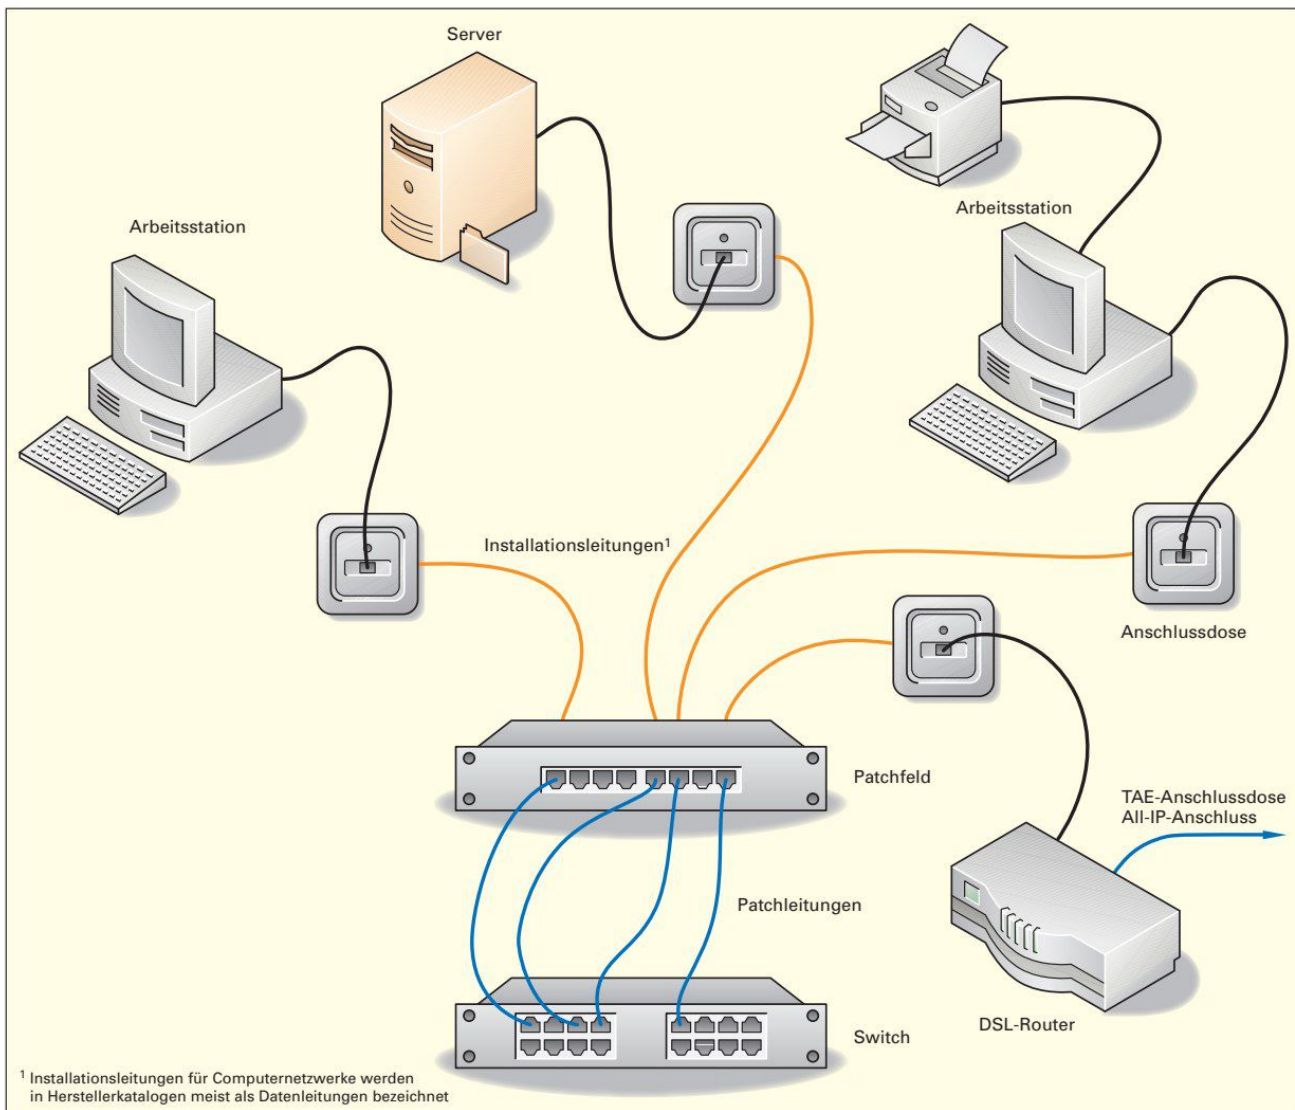 Server
Arbeitsstation
Arbeitsstation
Installationsleitungen¹
Anschlussdose
Patchfeld
TAE-Anschlussdose
All-IP-Anschluss
Patchleitungen
DSL-Router
Switch
¹ Installationsleitungen für Computernetzwerke werden
in Herstellerkatalogen meist als Datenleitungen bezeichnet